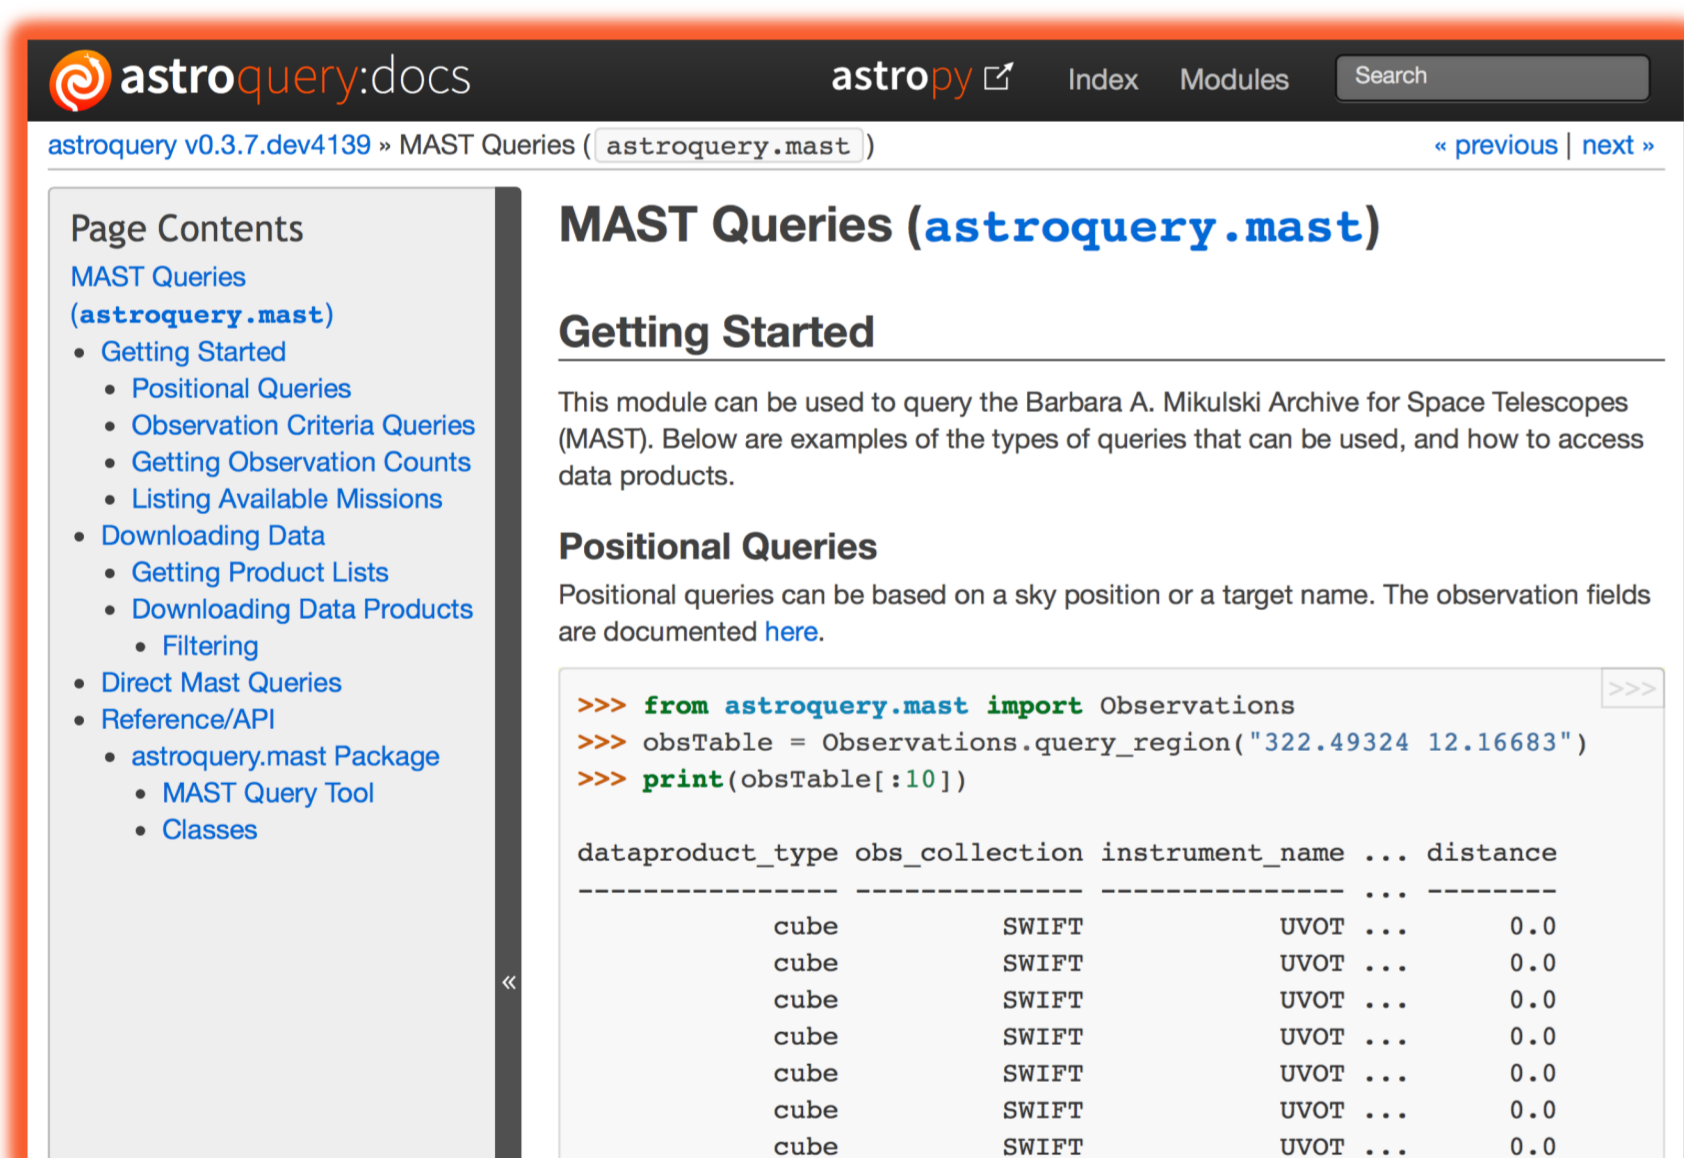 astroquery:docs
astropy Index Modules Search
astroquery v0.3.7.dev4139 » MAST Queries ( astroquery.mast )
« previous | next »
Page Contents
MAST Queries
(astroquery.mast)
• Getting Started
• Positional Queries
• Observation Criteria Queries
• Getting Observation Counts
• Listing Available Missions
• Downloading Data
• Getting Product Lists
• Downloading Data Products
• Filtering
• Direct Mast Queries
• Reference/API
• astroquery.mast Package
• MAST Query Tool
• Classes
«
MAST Queries (astroquery.mast)
Getting Started
This module can be used to query the Barbara A. Mikulski Archive for Space Telescopes
(MAST). Below are examples of the types of queries that can be used, and how to access
data products.
Positional Queries
Positional queries can be based on a sky position or a target name. The observation fields
are documented here.
>>>
>>> from astroquery.mast import Observations
>>> obsTable = Observations.query_region("322.49324 12.16683")
>>> print(obsTable[:10])
dataproduct_type obs_collection instrument_name ... distance
---------------- -------------- --------------- ... --------
cube SWIFT UVOT ... 0.0
cube SWIFT UVOT ... 0.0
cube SWIFT UVOT ... 0.0
cube SWIFT UVOT ... 0.0
cube SWIFT UVOT ... 0.0
cube SWIFT UVOT ... 0.0
cube SWIFT UVOT ... 0.0